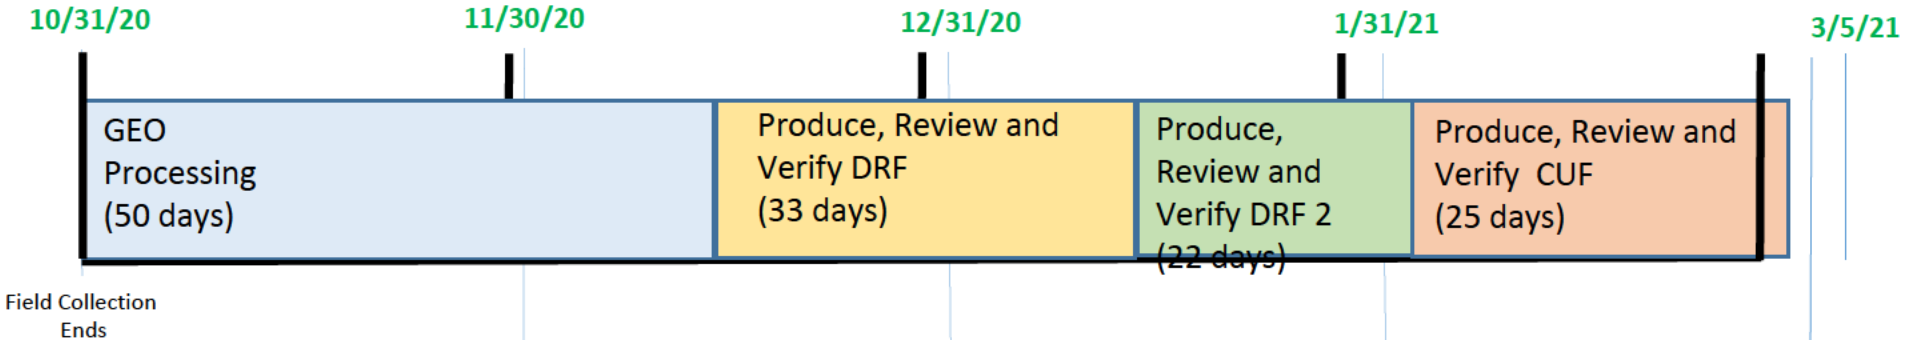 10/31/20
11/30/20
12/31/20
1/31/21
3/5/21
GEO
Processing
(50 days)
Produce, Review and
Verify DRF
(33 days)
Produce,
Review and
Verify DRF 2
(22 days)
Produce, Review and
Verify CUF
(25 days)
Field Collection
Ends